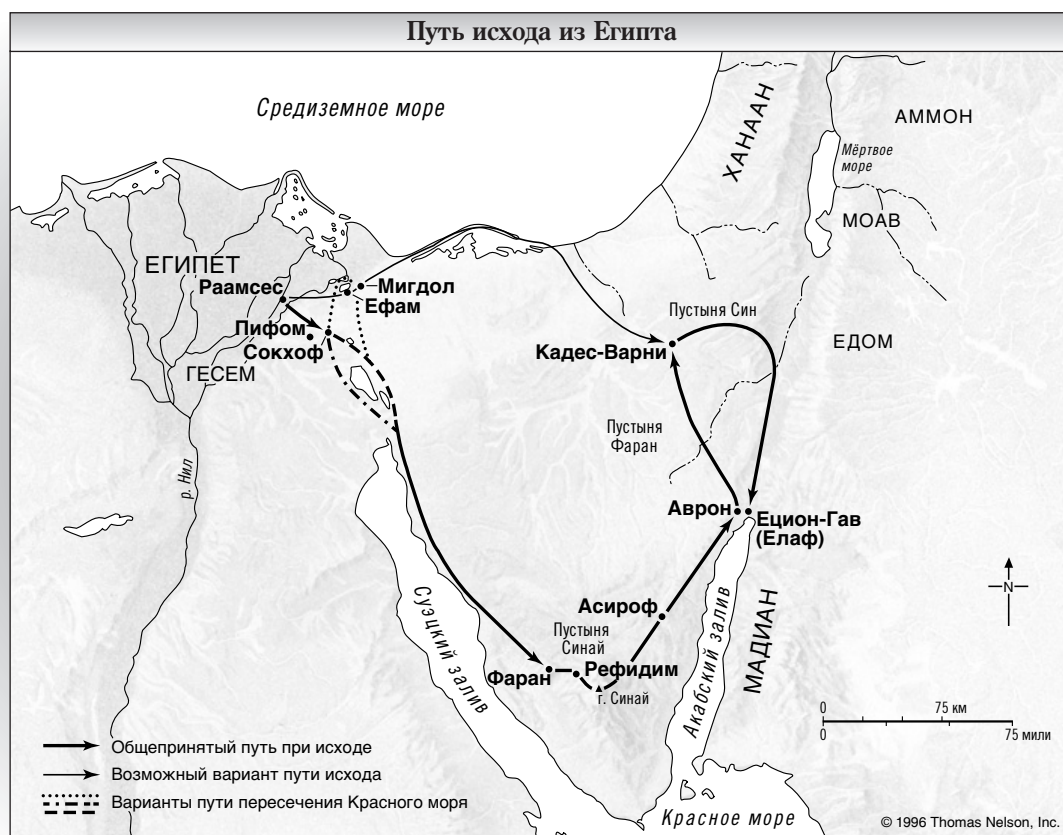 Путь исхода из Египта
Средиземное море
ХАНААН
АММОН
Мёртвое
море
МОАВ
ЕГИПЕТ
Раамсес
Мигдол
Ефам
Пустыня Син
Пифом
Сокхоф
Кадес-Варни
ЕДОМ
ГЕСЕМ
Пустыня
Фаран
р. Нил
Аврон
Ецион-Гав
(Елаф)
N
Суэцкий залив
Асироф
Пустыня
Синай
Рефидим
Фаран
г. Синай
Акабский залив
МАДИАН
0 75 км
0 75 мили
Общепринятый путь при исходе
Возможный вариант пути исхода
Варианты пути пересечения Красного моря
Красное море
© 1996 Thomas Nelson, Inc.